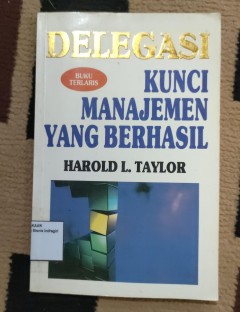 DELEGASI
BUKU
TERLARIS
KUNCI
MANAJEMEN
YANG BERHASIL
HAROLD L. TAYLOR